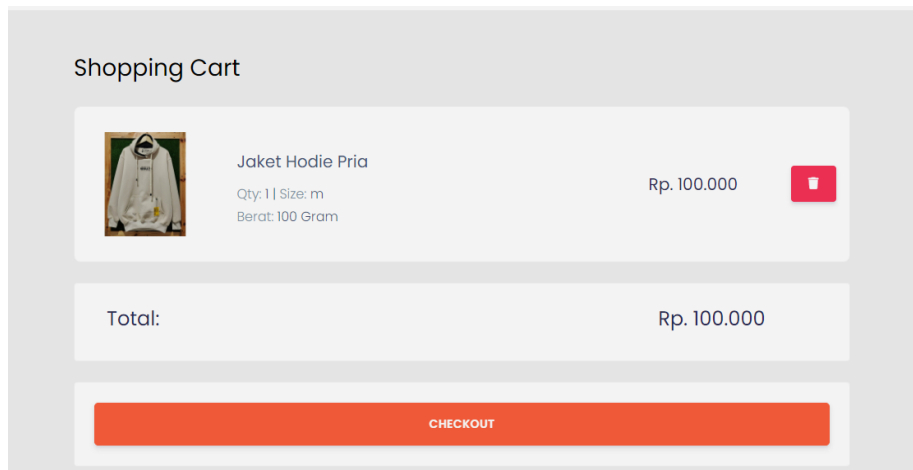 Shopping Cart
Jaket Hodie Pria
Qty: 1 | Size: m
Berat: 100 Gram
Rp. 100.000
Total:
Rp. 100.000
CHECKOUT